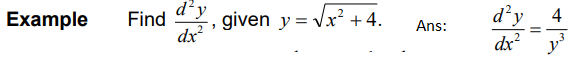 Example Find d²y/dx², given y = √(x² + 4). Ans: d²y/dx² = 4/y³